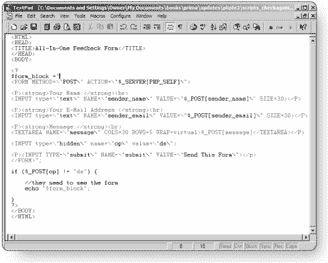 TextPad
File Edit Search View Tools Macros Configure Window Help
<HTML>
<HEAD>
<TITLE>All-In-One Feedback Form</TITLE>
</HEAD>
<BODY>
<?
$form_block ="
<FORM METHOD=\"POST\" ACTION=\"$_SERVER[PHP_SELF]\">
<P><strong>Your Name:</strong><br>
<INPUT type=\"text\" NAME=\"sender_name\" VALUE=\"$_POST[sender_name]\" SIZE=30></P>
<P><strong>Your E-Mail Address:</strong><br>
<INPUT type=\"text\" NAME=\"sender_email\" VALUE=\"$_POST[sender_email]\" SIZE=30></P>
<P><strong>Message:</strong><br>
<TEXTAREA NAME=\"message\" COLS=30 ROWS=5 WRAP=virtual>$_POST[message]</TEXTAREA></P>
<INPUT type=\"hidden\" name=\"op\" value=\"ds\">
<P><INPUT TYPE=\"submit\" NAME=\"submit\" VALUE=\"Send This Form\"></p>
</FORM>";
if ($_POST[op] != "ds") {
//they need to see the form
echo "$form_block";
}
?>
</BODY>
</HTML>